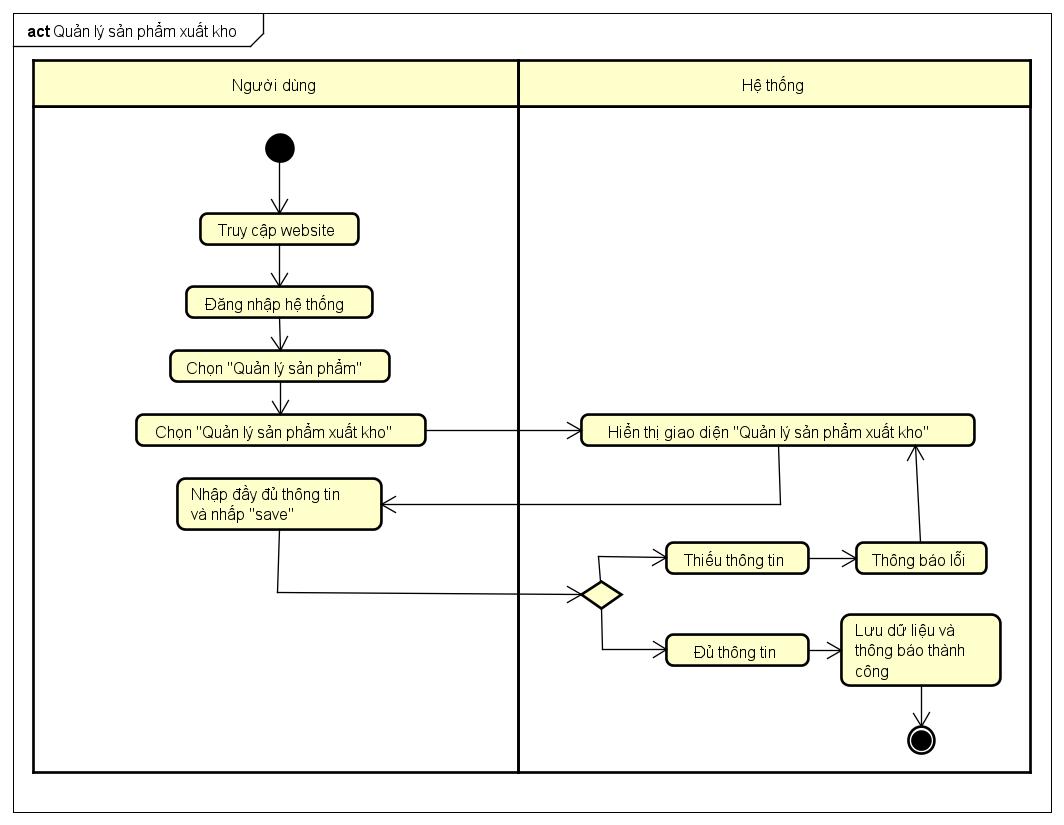 act Quản lý sản phẩm xuất kho
Người dùng
Hệ thống
Truy cập website
Đăng nhập hệ thống
Chọn "Quản lý sản phẩm"
Chọn "Quản lý sản phẩm xuất kho"
Hiển thị giao diện "Quản lý sản phẩm xuất kho"
Nhập đầy đủ thông tin
và nhấp "save"
Thiếu thông tin
Thông báo lỗi
Đủ thông tin
Lưu dữ liệu và
thông báo thành
công